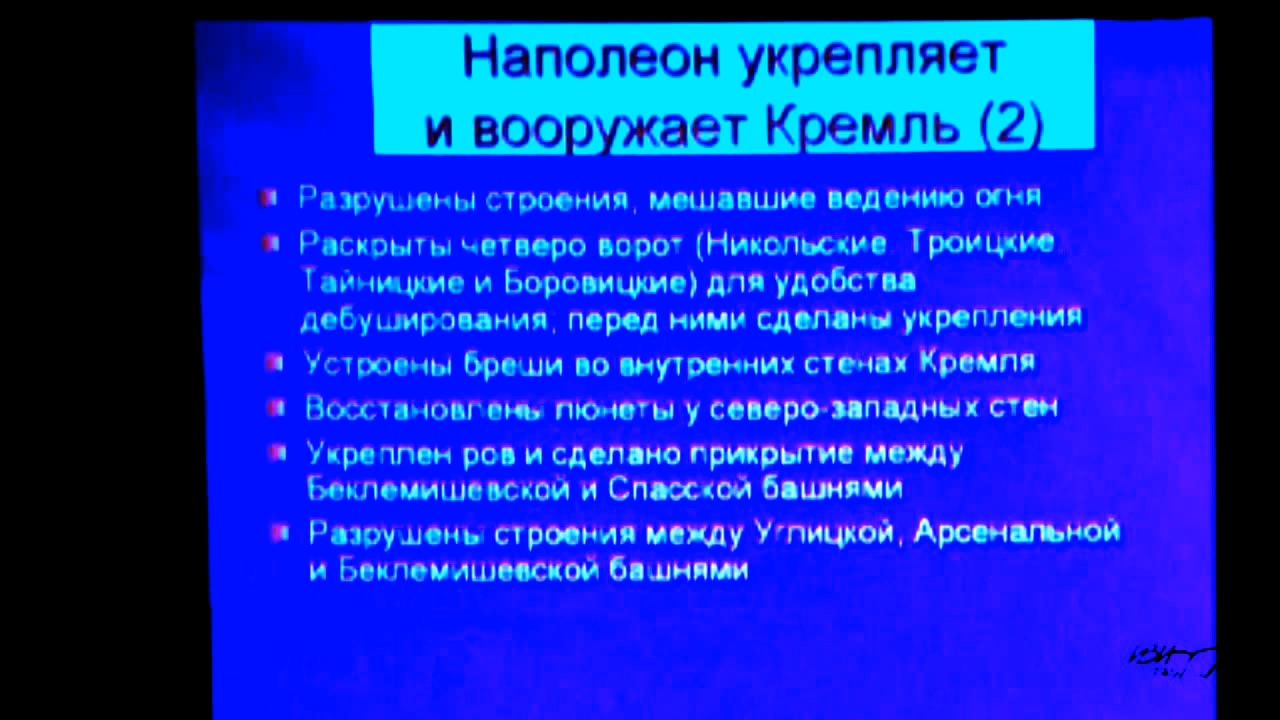 Наполеон укрепляет
и вооружает Кремль (2)
Разрушены строения, мешавшие ведению огня
Раскрыты четверо ворот (Никольские, Троицкие,
Тайницкие и Боровицкие) для удобства
дебуширования, перед ними сделаны укрепления
Устроены бреши во внутренних стенах Кремля
Восстановлены люнеты у северо-западных стен
Укреплен ров и сделано прикрытие между
Беклемишевской и Спасской башнями
Разрушены строения между Углицкой, Арсенальной
и Беклемишевской башнями